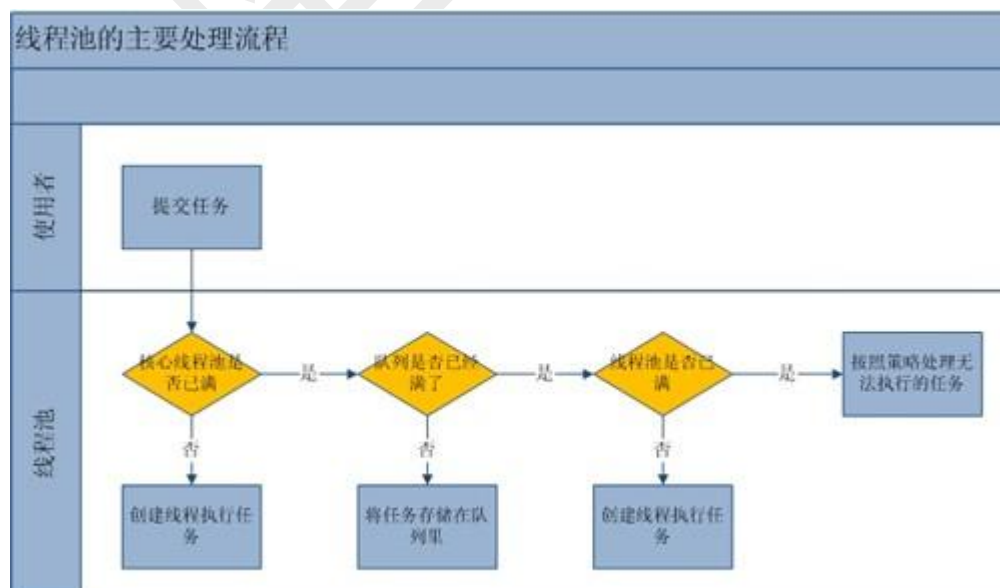 线程池的主要处理流程
使用者
提交任务
线程池
核心线程池是
否已满
是
队列是否已经
满了
是
线程池是否已
满
是
按照策略处理无
法执行的任务
否
否
否
创建线程执行任
务
将任务存储在队
列里
创建线程执行任
务